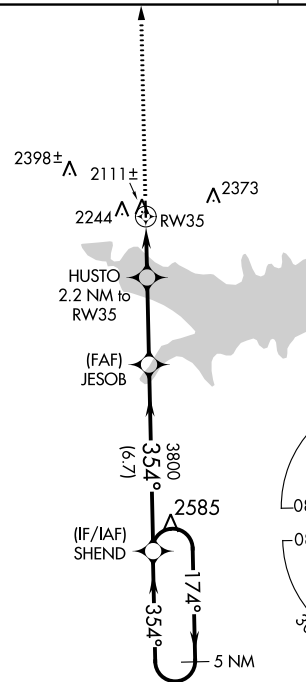 2398±
2111±
2373
2244
RW35
HUSTO
2.2 NM to
RW35
(FAF)
JESOB
3800
354°
(6.7)
2585
(IF/IAF)
SHEND
174°
354°
5 NM